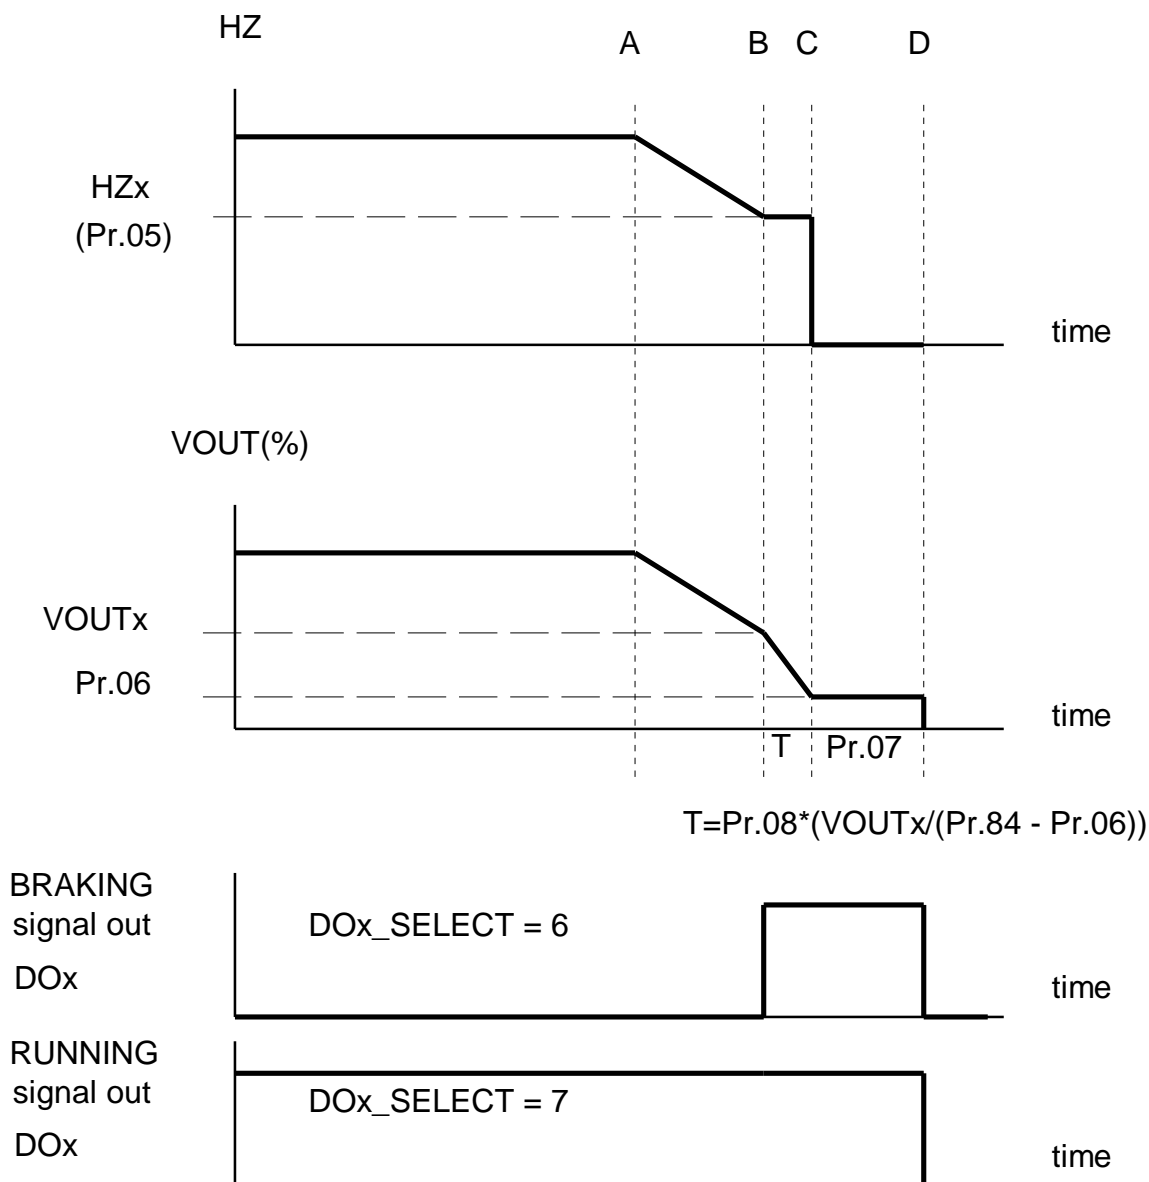 HZ
A B C D
HZx
(Pr.05)
time
VOUT(%)
VOUTx
Pr.06
time
T Pr.07
T=Pr.08*(VOUTx/(Pr.84 - Pr.06))
BRAKING
signal out
DOx_SELECT = 6
DOx
time
RUNNING
signal out
DOx_SELECT = 7
DOx
time